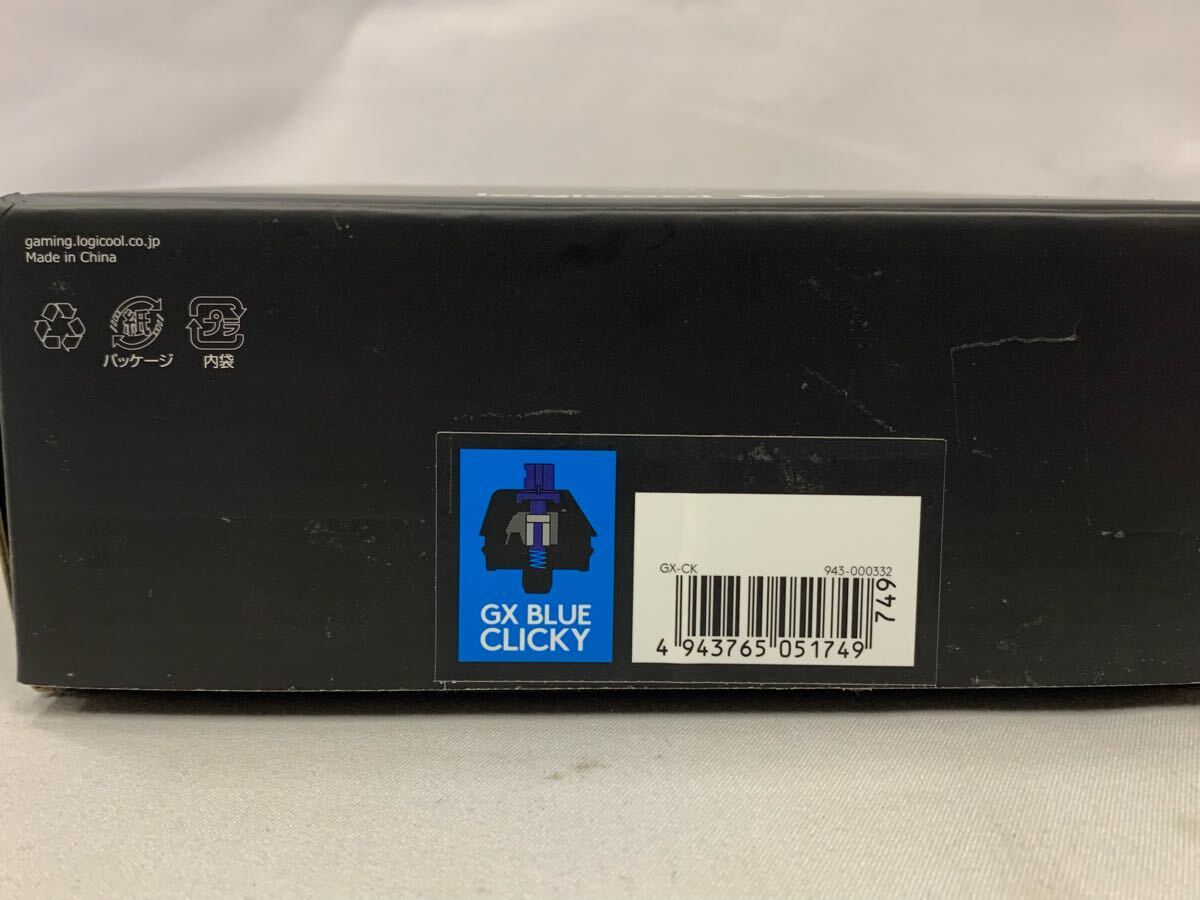 gaming.logicool.co.jp
Made in China
紙
プラ
パッケージ
内袋
GX BLUE
CLICKY
GX-CK
943-000332
749
4 943765 051749